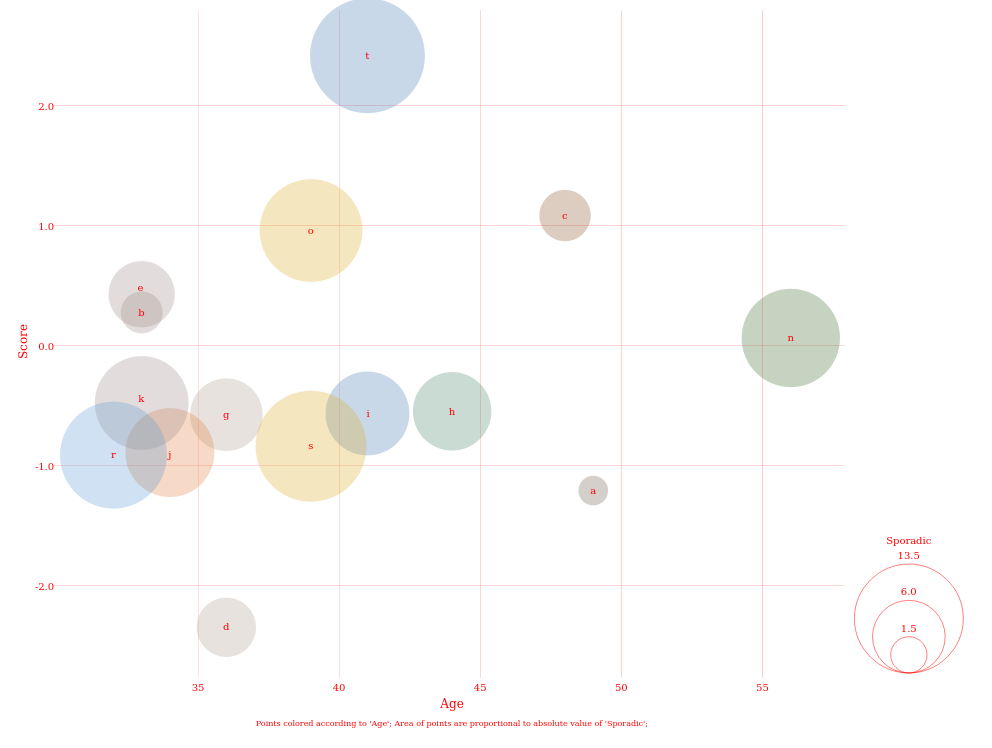 t
2.0
o
c
1.0
e
b
n
0.0
Score
k
g
i
h
s
r
j
-1.0
a
Sporadic
13.5
-2.0
6.0
d
1.5
35
40
45
50
55
Age
Points colored according to 'Age'; Area of points are proportional to absolute value of 'Sporadic';